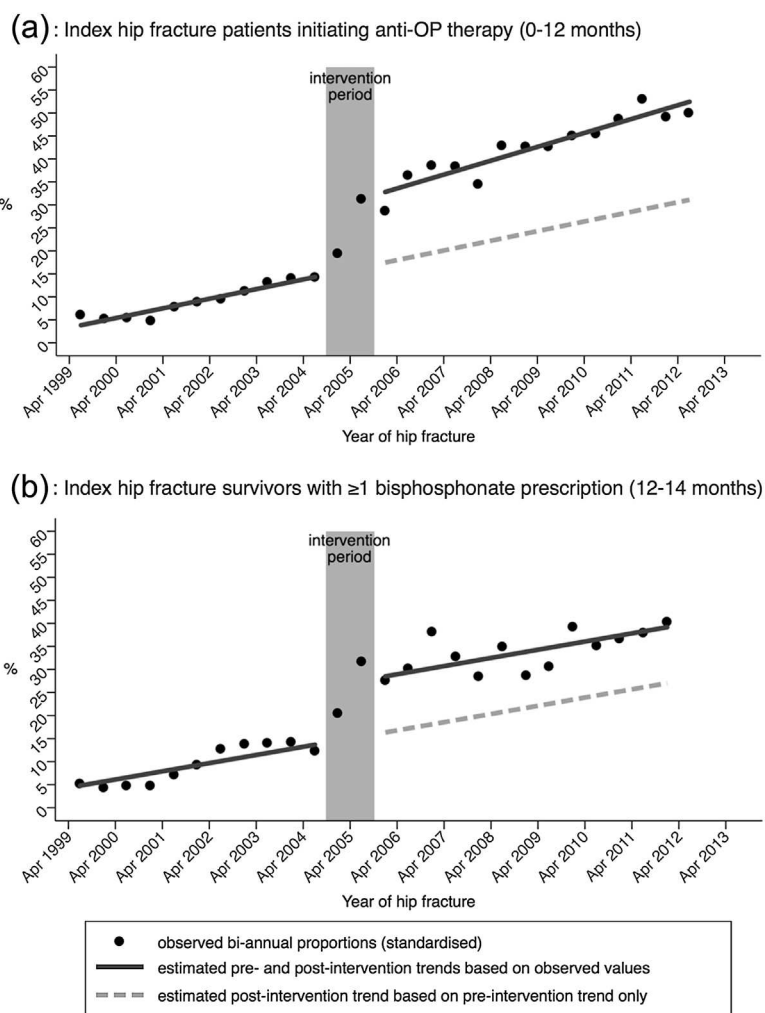 (a) : Index hip fracture patients initiating anti-OP therapy (0-12 months)
intervention
period
60
55
50
45
40
35
30
25
20
15
10
5
0
%
Apr 1999
Apr 2000
Apr 2001
Apr 2002
Apr 2003
Apr 2004
Apr 2005
Apr 2006
Apr 2007
Apr 2008
Apr 2009
Apr 2010
Apr 2011
Apr 2012
Apr 2013
Year of hip fracture
(b) : Index hip fracture survivors with ≥1 bisphosphonate prescription (12-14 months)
intervention
period
60
55
50
45
40
35
30
25
20
15
10
5
0
%
Apr 1999
Apr 2000
Apr 2001
Apr 2002
Apr 2003
Apr 2004
Apr 2005
Apr 2006
Apr 2007
Apr 2008
Apr 2009
Apr 2010
Apr 2011
Apr 2012
Apr 2013
Year of hip fracture
observed bi-annual proportions (standardised)
estimated pre- and post-intervention trends based on observed values
estimated post-intervention trend based on pre-intervention trend only